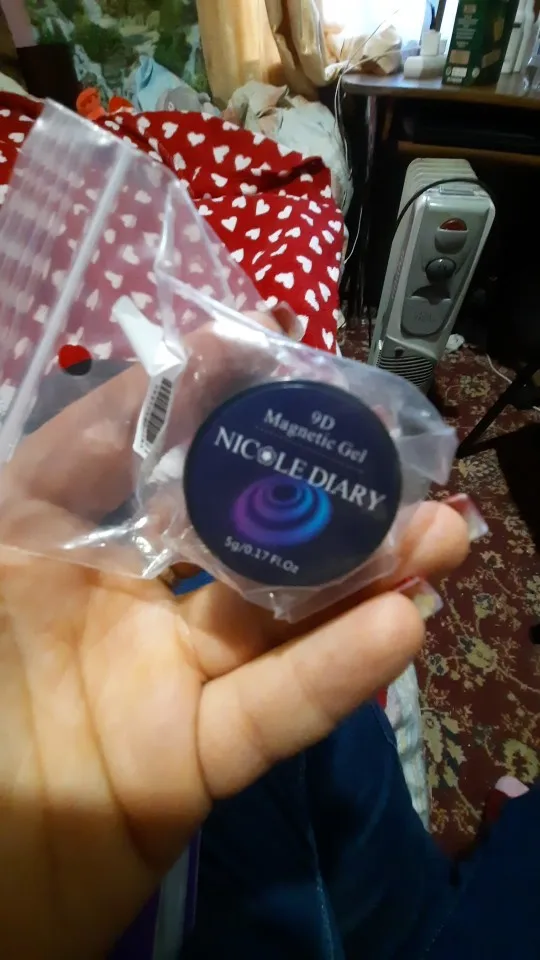 9D
Magnetic Gel
NICOLE DIARY
5g/0.17 FL.Oz